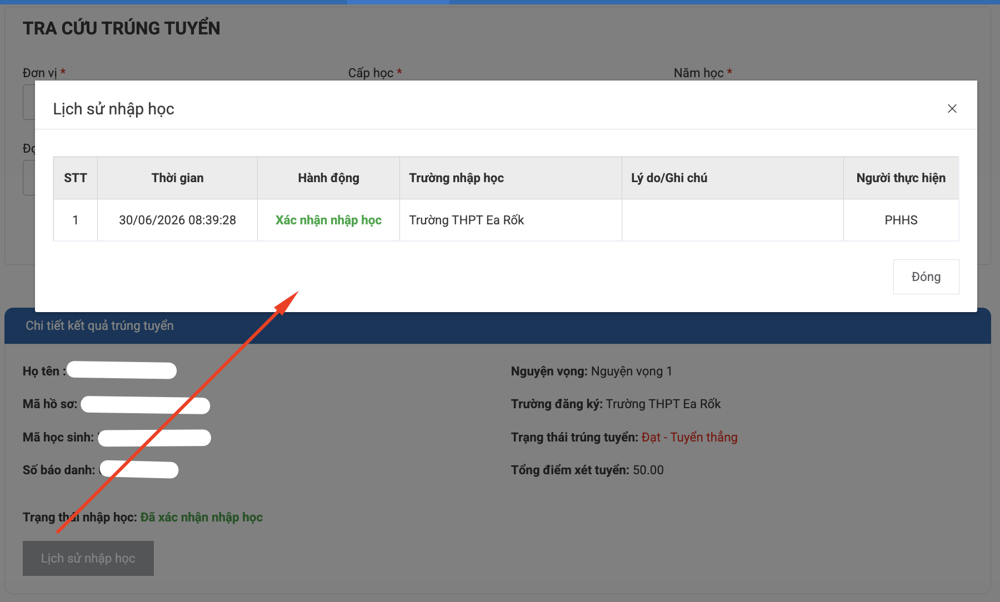 TRA CỨU TRÚNG TUYỂN
Đơn vị * Cấp học * Năm học *
Lịch sử nhập học
STT Thời gian Hành động Trường nhập học Lý do/Ghi chú Người thực hiện
1 30/06/2026 08:39:28 Xác nhận nhập học Trường THPT Ea Rốk PHHS
Đóng
Chi tiết kết quả trúng tuyển
Họ tên : Nguyện vọng: Nguyện vọng 1
Mã hồ sơ: Trường đăng ký: Trường THPT Ea Rốk
Mã học sinh: Trạng thái trúng tuyển: Đạt - Tuyển thẳng
Số báo danh: Tổng điểm xét tuyển: 50.00
Trạng thái nhập học: Đã xác nhận nhập học
Lịch sử nhập học